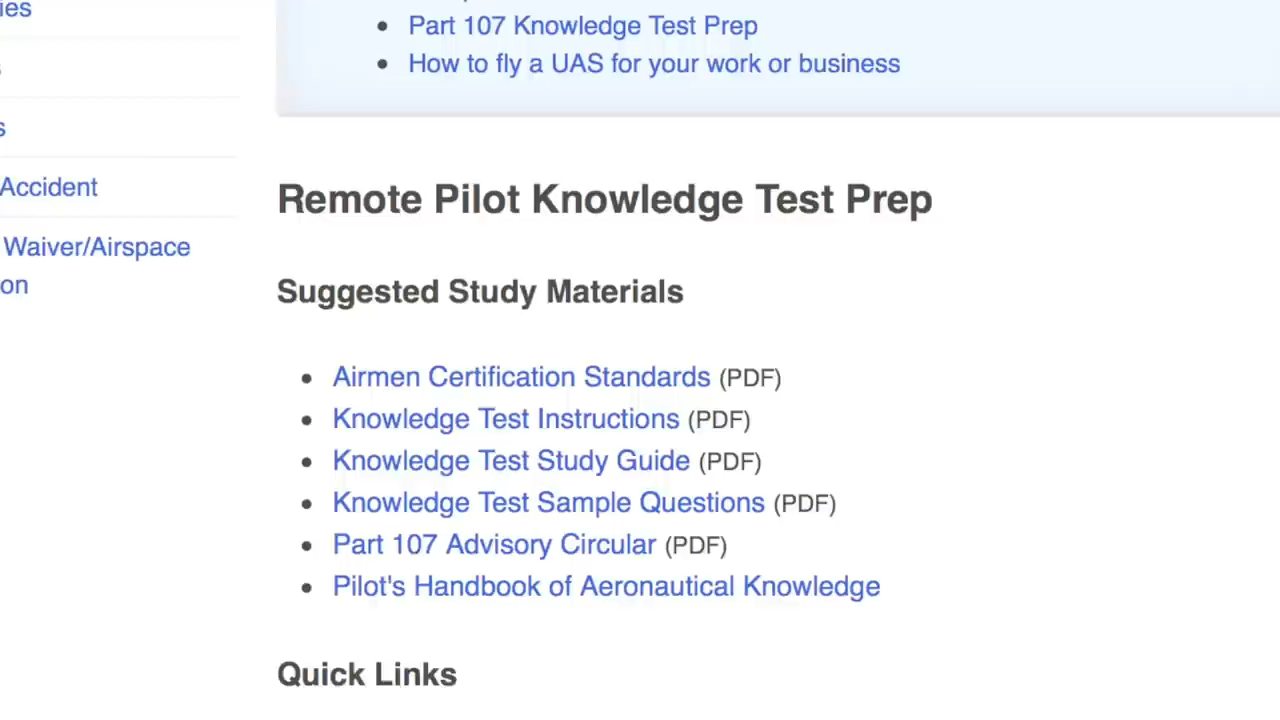 Part 107 Knowledge Test Prep
How to fly a UAS for your work or business
Accident
Waiver/Airspace
on
Remote Pilot Knowledge Test Prep
Suggested Study Materials
Airmen Certification Standards (PDF)
Knowledge Test Instructions (PDF)
Knowledge Test Study Guide (PDF)
Knowledge Test Sample Questions (PDF)
Part 107 Advisory Circular (PDF)
Pilot's Handbook of Aeronautical Knowledge
Quick Links